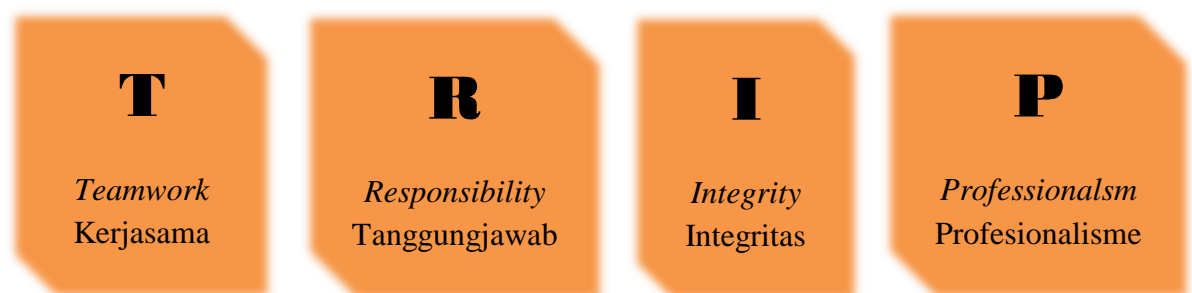 T
Teamwork
Kerjasama
R
Responsibility
Tanggungjawab
I
Integrity
Integritas
P
Professionalsm
Profesionalisme